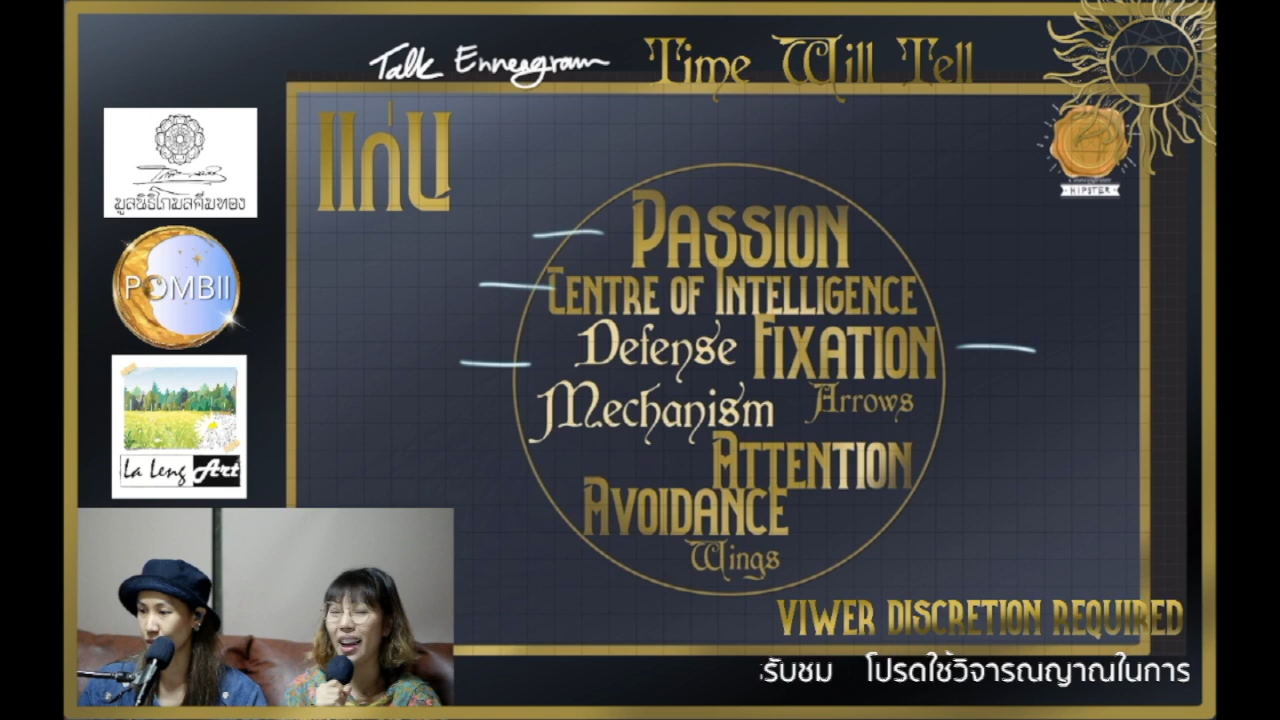 Talk Enneagram Time Will Tell
แก่น
มูลนิธิโกมลคีมทอง
POMBII
La Leng Art
HIPSTER
PASSION
CENTRE OF INTELLIGENCE
Defense FIXATION
Mechanism Arrows
ATTENTION
AVOIDANCE
Wings
VIWER DISCRETION REQUIRED
รับชม โปรดใช้วิจารณญาณในการ